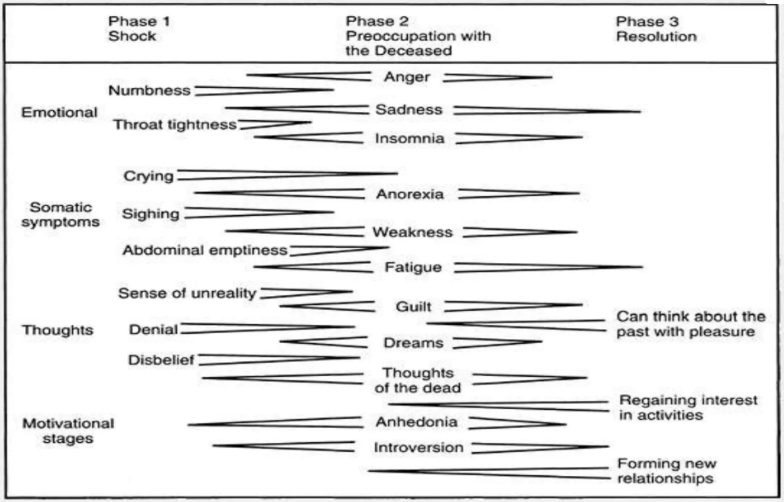 Phase 1
Shock
Phase 2
Preoccupation with
the Deceased
Phase 3
Resolution
Emotional
Anger
Numbness
Sadness
Throat tightness
Insomnia
Somatic
symptoms
Crying
Anorexia
Sighing
Weakness
Abdominal emptiness
Fatigue
Thoughts
Sense of unreality
Guilt
Can think about the
past with pleasure
Denial
Dreams
Disbelief
Thoughts
of the dead
Motivational
stages
Regaining interest
in activities
Anhedonia
Introversion
Forming new
relationships